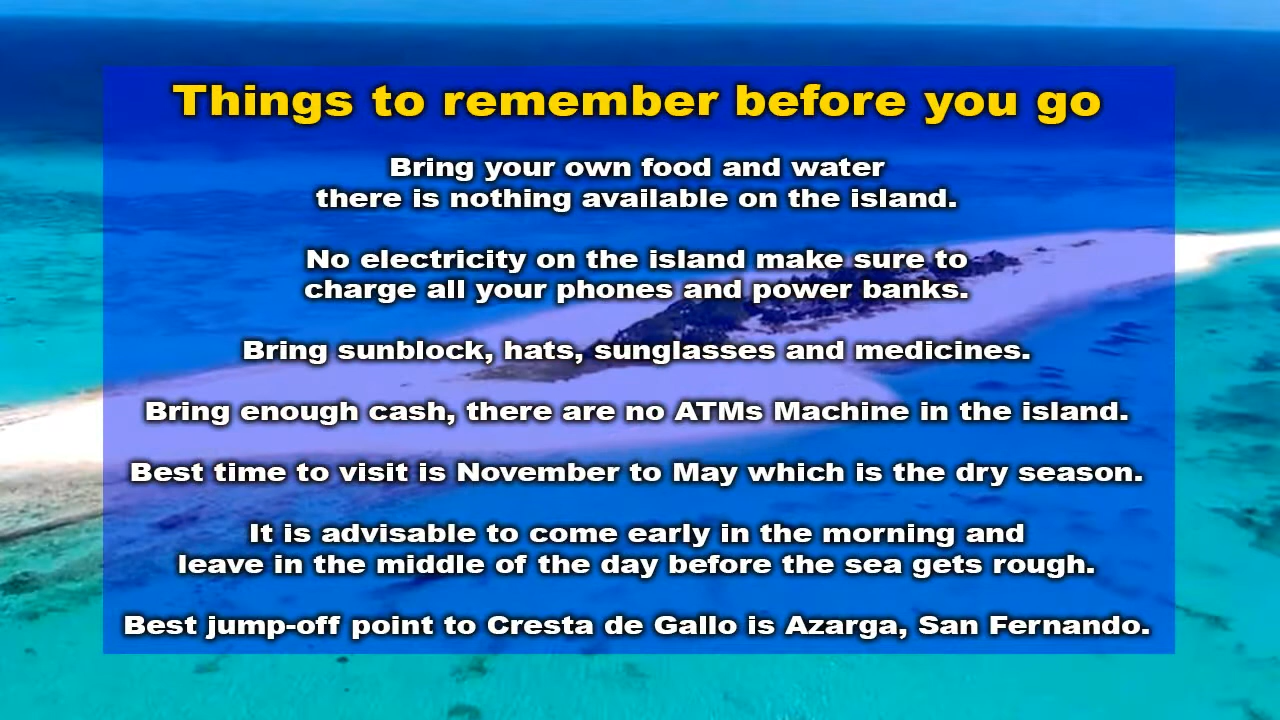 Things to remember before you go
Bring your own food and water
there is nothing available on the island.
No electricity on the island make sure to
charge all your phones and power banks.
Bring sunblock, hats, sunglasses and medicines.
Bring enough cash, there are no ATMs Machine in the island.
Best time to visit is November to May which is the dry season.
It is advisable to come early in the morning and
leave in the middle of the day before the sea gets rough.
Best jump-off point to Cresta de Gallo is Azarga, San Fernando.